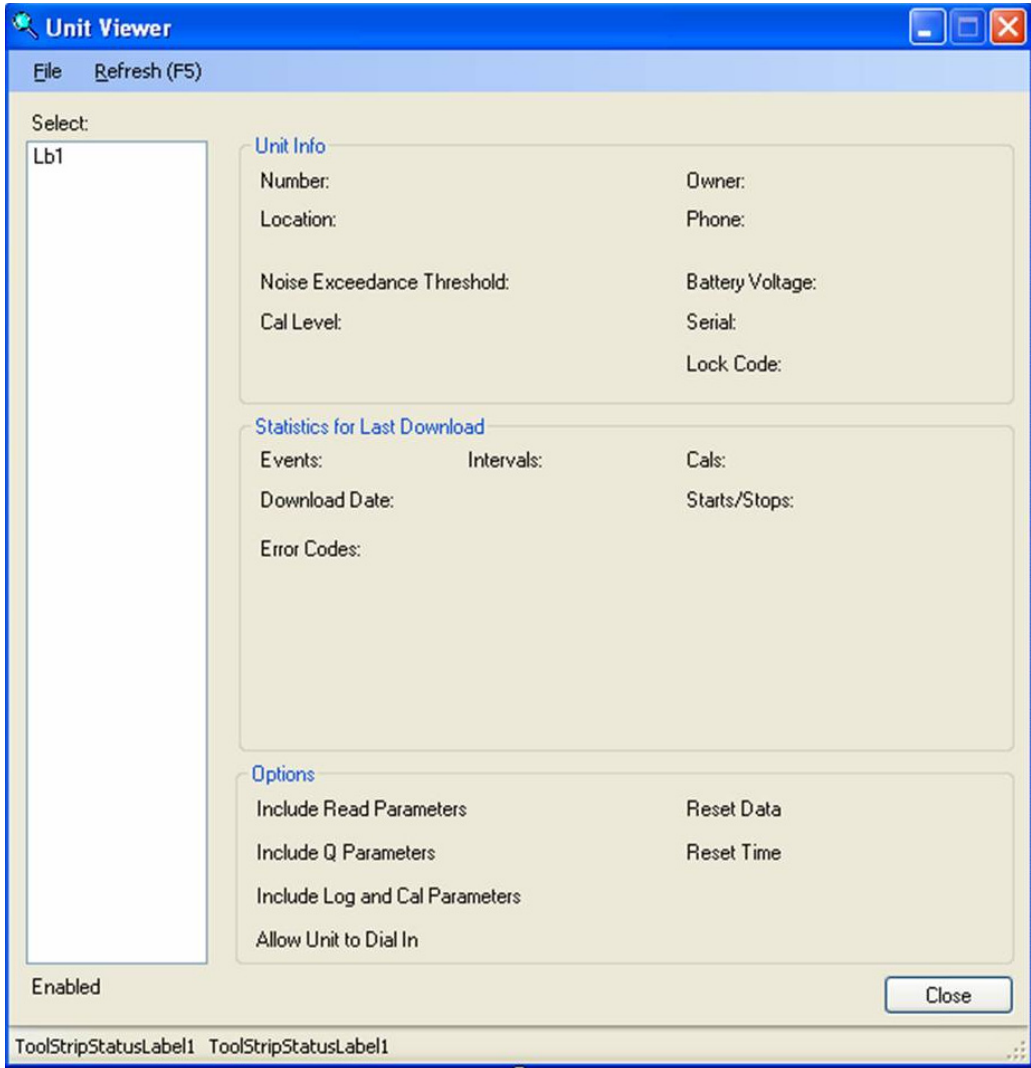 Unit Viewer
File Refresh (F5)
Select:
Lb1
Unit Info
Number: Owner:
Location: Phone:
Noise Exceedance Threshold: Battery Voltage:
Cal Level: Serial:
Lock Code:
Statistics for Last Download
Events: Intervals: Cals:
Download Date: Starts/Stops:
Error Codes:
Options
Include Read Parameters Reset Data
Include Q Parameters Reset Time
Include Log and Cal Parameters
Allow Unit to Dial In
Enabled Close
ToolStripStatusLabel1 ToolStripStatusLabel1